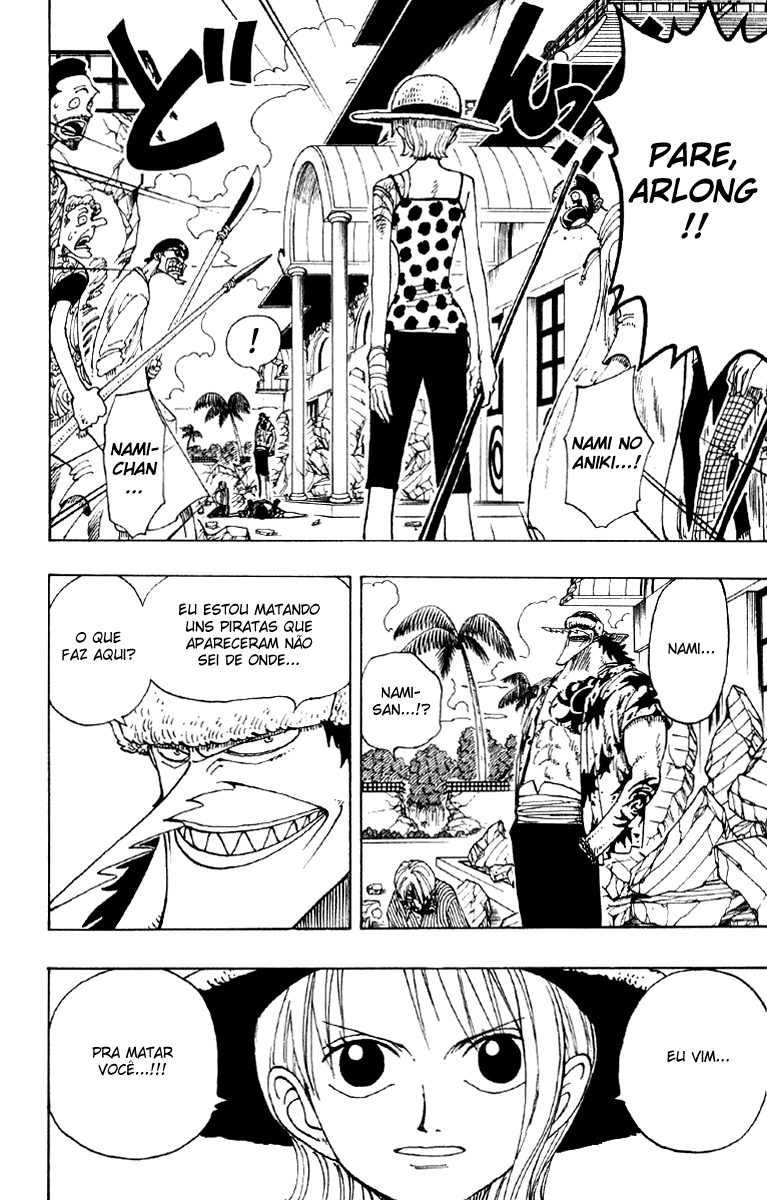 PARE,
ARLONG
!!
ど
んっ!!
!
NAMI NO
ANIKI...!
NAMI-
CHAN
...
NAMI...
NAMI-
SAN...!?
EU ESTOU MATANDO
UNS PIRATAS QUE
APARECERAM NÃO
SEI DE ONDE...
O QUE
FAZ AQUI?
EU VIM...
PRA MATAR
VOCÊ...!!!